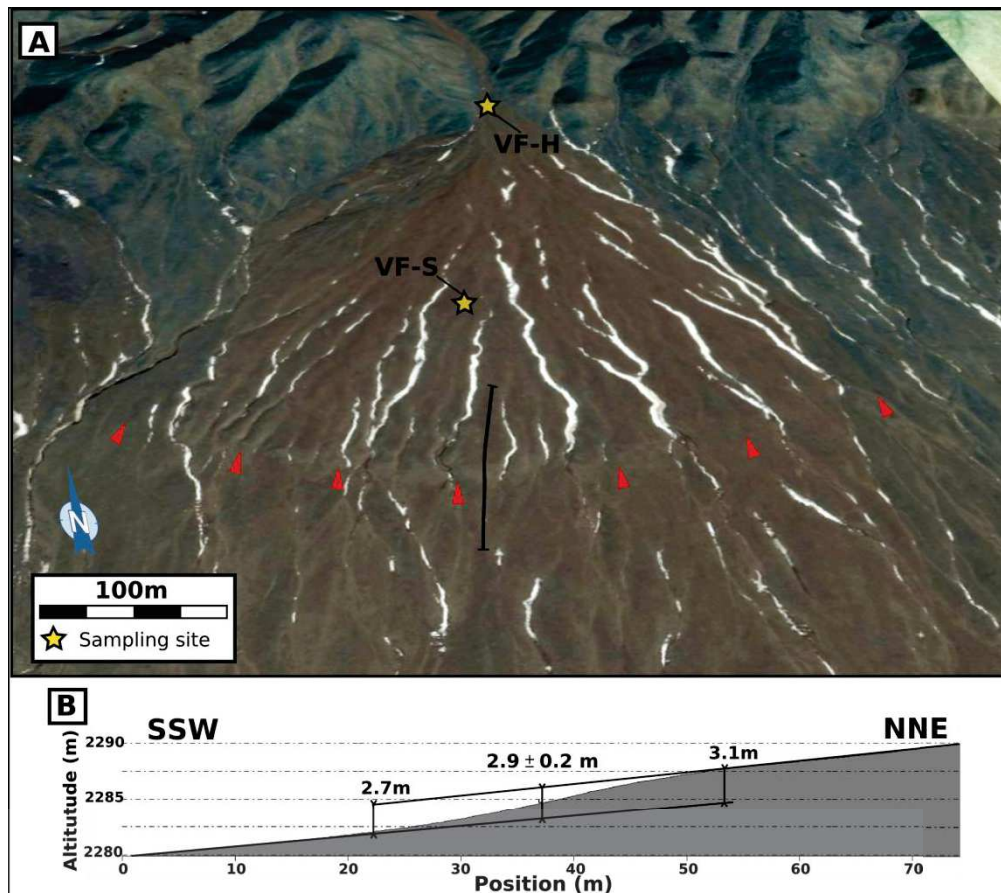 A
VF-H
VF-S
N
100m
Sampling site
B
SSW
NNE
2290
2285
2280
Altitutude (m)
2.7m
2.9 ± 0.2 m
3.1m
0 10 20 30 40 50 60 70
Position (m)